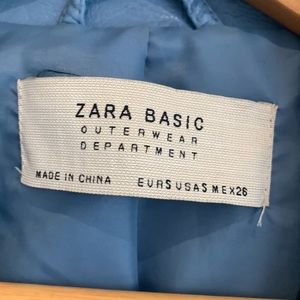 ZARA BASIC
OUTERWEAR
DEPARTMENT
MADE IN CHINA EUR S USA S MEX 26